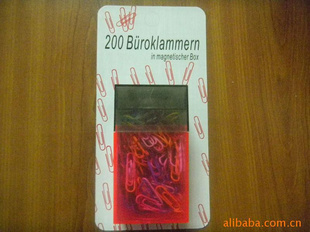 200 Büroklammern
in magnetischer Box
alibaba.com.cn